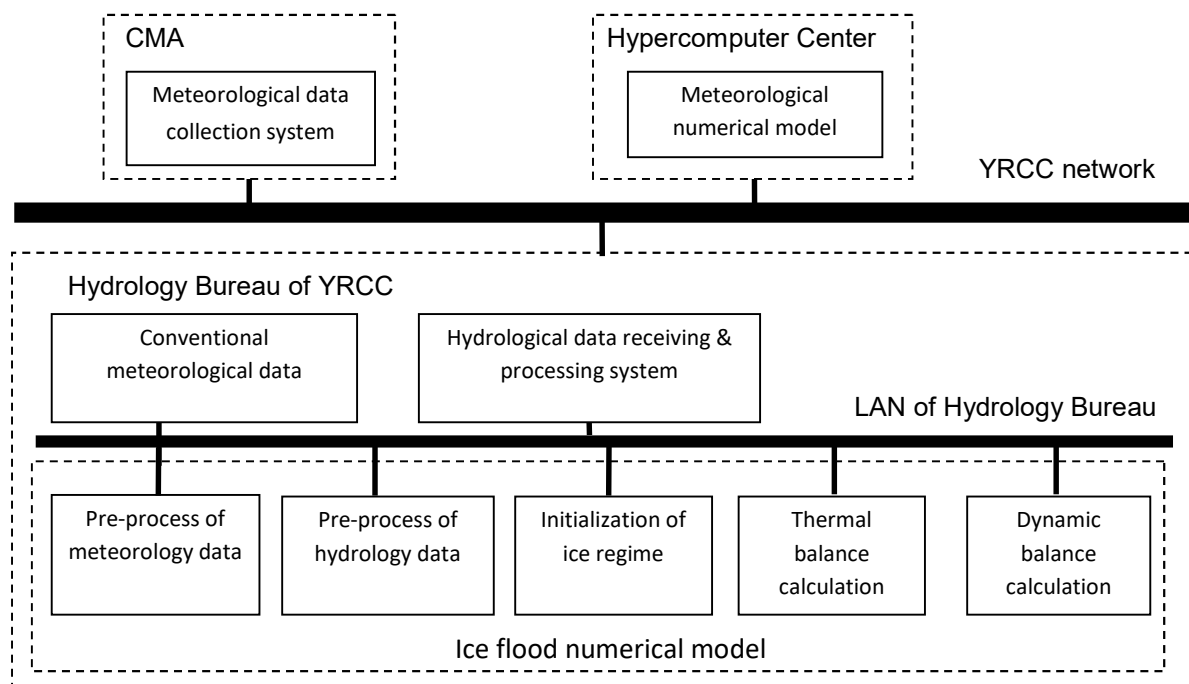 CMA
Meteorological data
collection system
Hypercomputer Center
Meteorological
numerical model
YRCC network
Hydrology Bureau of YRCC
Conventional
meteorological data
Hydrological data receiving &
processing system
LAN of Hydrology Bureau
Pre-process of
meteorology data
Pre-process of
hydrology data
Initialization of
ice regime
Thermal
balance
calculation
Dynamic
balance
calculation
Ice flood numerical model